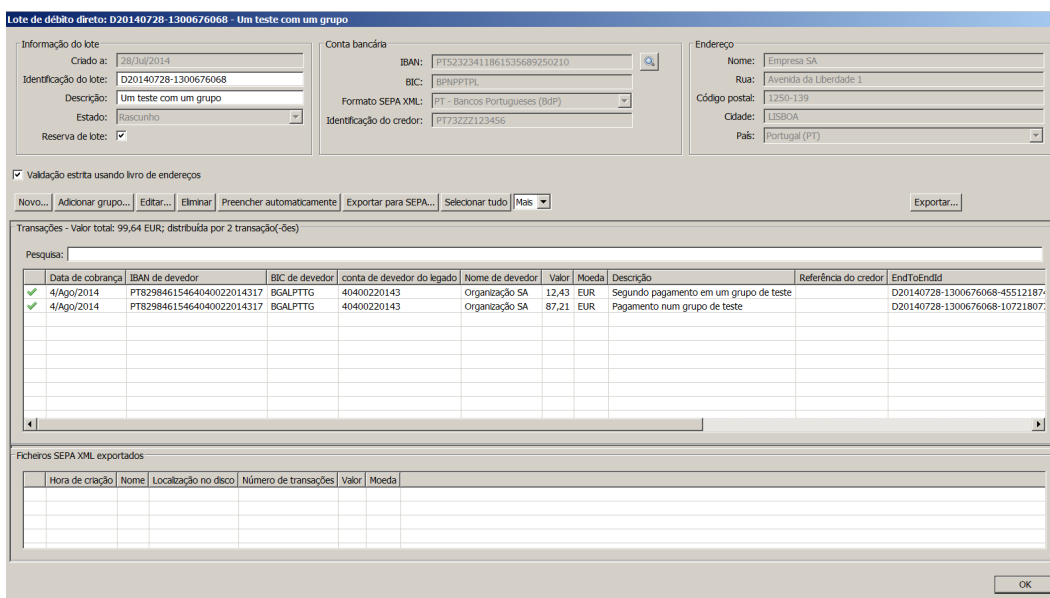 Lote de débito direto: D20140728-1300676068 - Um teste com um grupo
Informação do lote
Criado a: 28/Jul/2014
Identificação do lote: D20140728-1300676068
Descrição: Um teste com um grupo
Estado: Rascunho
Reserva de lote:
Conta bancária
IBAN: PT52323411861535689250210
BIC: BPNPPTPL
Formato SEPA XML: PT - Bancos Portugueses (BdP)
Identificação do credor: PT73ZZZ123456
Endereço
Nome: Empresa SA
Rua: Avenida da Liberdade 1
Código postal: 1250-139
Cidade: LISBOA
País: Portugal (PT)
Validação estrita usando livro de endereços
Novo... Adicionar grupo... Editar... Eliminar Preencher automaticamente Exportar para SEPA... Selecionar tudo Mais Exportar...
Transações - Valor total: 99,64 EUR; distribuída por 2 transação(-ões)
Pesquisa:
Data de cobrança IBAN de devedor BIC de devedor conta de devedor do legado Nome de devedor Valor Moeda Descrição Referência do credor EndToEndId
4/Ago/2014 PT82984615464040022014317 BGALPTTG 40400220143 Organização SA 12,43 EUR Segundo pagamento em um grupo de teste D20140728-1300676068-455121874
4/Ago/2014 PT82984615464040022014317 BGALPTTG 40400220143 Organização SA 87,21 EUR Pagamento num grupo de teste D20140728-1300676068-107218077
Ficheiros SEPA XML exportados
Hora de criação Nome Localização no disco Número de transações Valor Moeda
OK